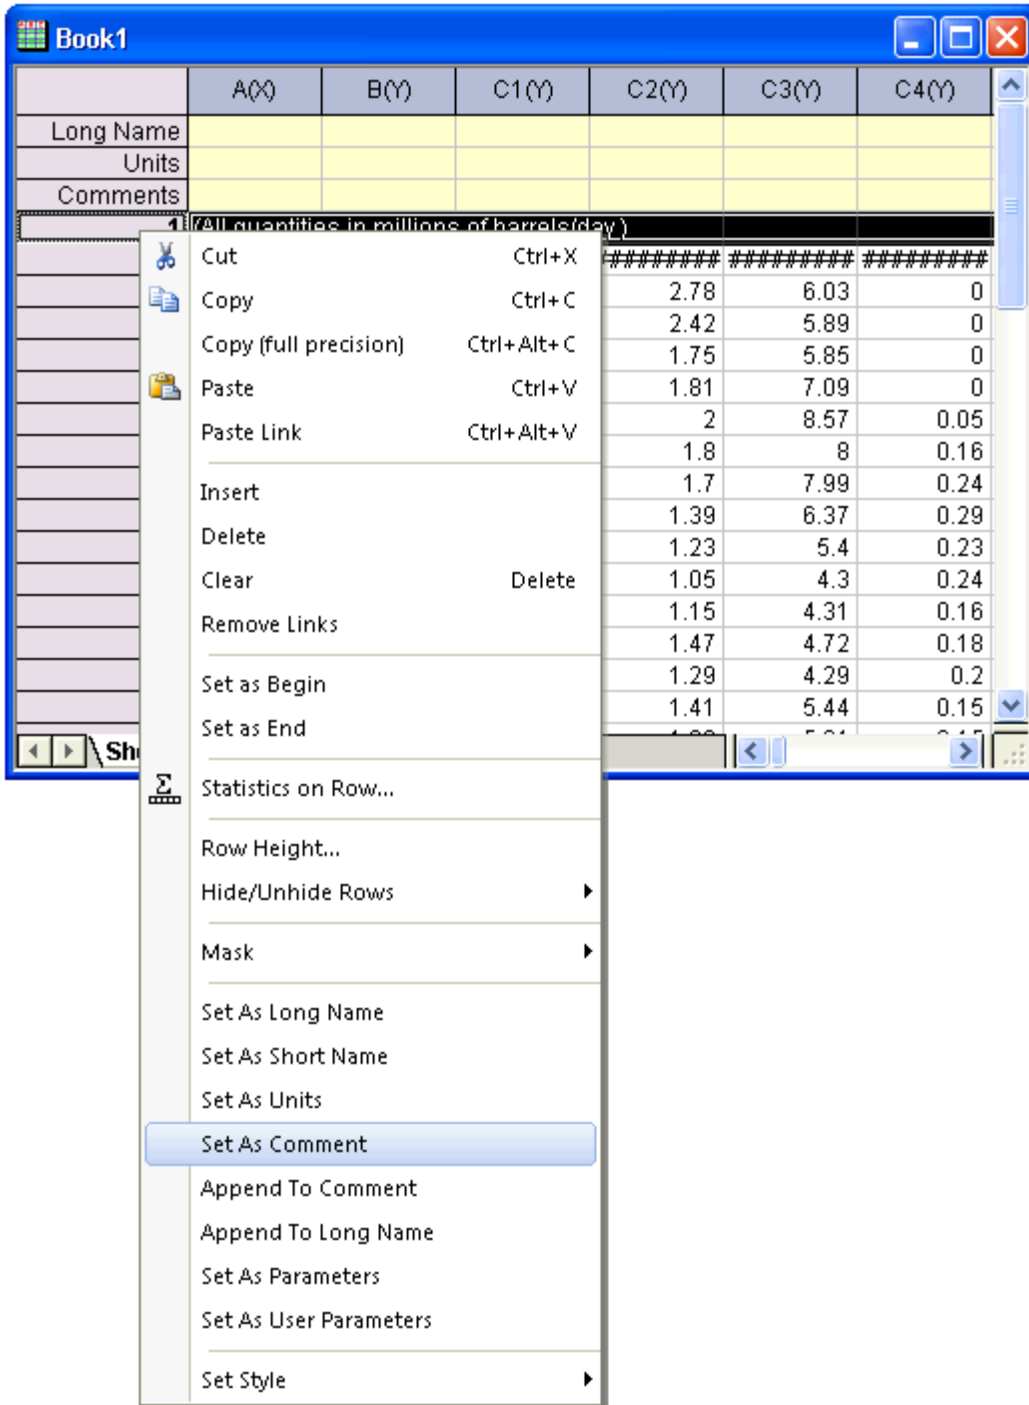 Book1
A(X) B(Y) C1(Y) C2(Y) C3(Y) C4(Y)
Long Name
Units
Comments
1 (All quantities in millions of barrels/day)
Cut Ctrl+X ######### ######### #########
Copy Ctrl+C 2.78 6.03 0
2.42 5.89 0
Copy (full precision) Ctrl+Alt+C 1.75 5.85 0
Paste Ctrl+V 1.81 7.09 0
2 8.57 0.05
Paste Link Ctrl+Alt+V
1.8 8 0.16
Insert 1.7 7.99 0.24
1.39 6.37 0.29
Delete
1.23 5.4 0.23
Clear Delete 1.05 4.3 0.24
1.15 4.31 0.16
Remove Links
1.47 4.72 0.18
1.29 4.29 0.2
Set as Begin
1.41 5.44 0.15
Set as End
Statistics on Row...
Row Height...
Hide/Unhide Rows
Mask
Set As Long Name
Set As Short Name
Set As Units
Set As Comment
Append To Comment
Append To Long Name
Set As Parameters
Set As User Parameters
Set Style